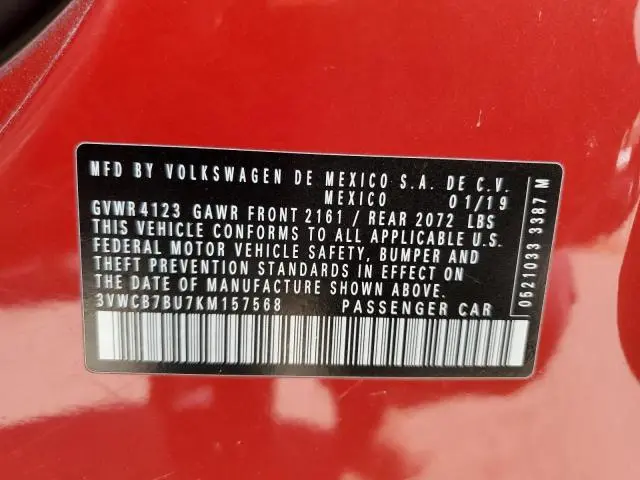 MFD BY VOLKSWAGEN DE MEXICO S.A. DE C.V.
MEXICO 01/19
GVWR 4123 GAWR FRONT 2161 / REAR 2072 LBS
THIS VEHICLE CONFORMS TO ALL APPLICABLE U.S.
FEDERAL MOTOR VEHICLE SAFETY, BUMPER AND
THEFT PREVENTION STANDARDS IN EFFECT ON
THE DATE OF MANUFACTURE SHOWN ABOVE.
3VWCB7BU7KM157568 PASSENGER CAR
0521033 3387 M